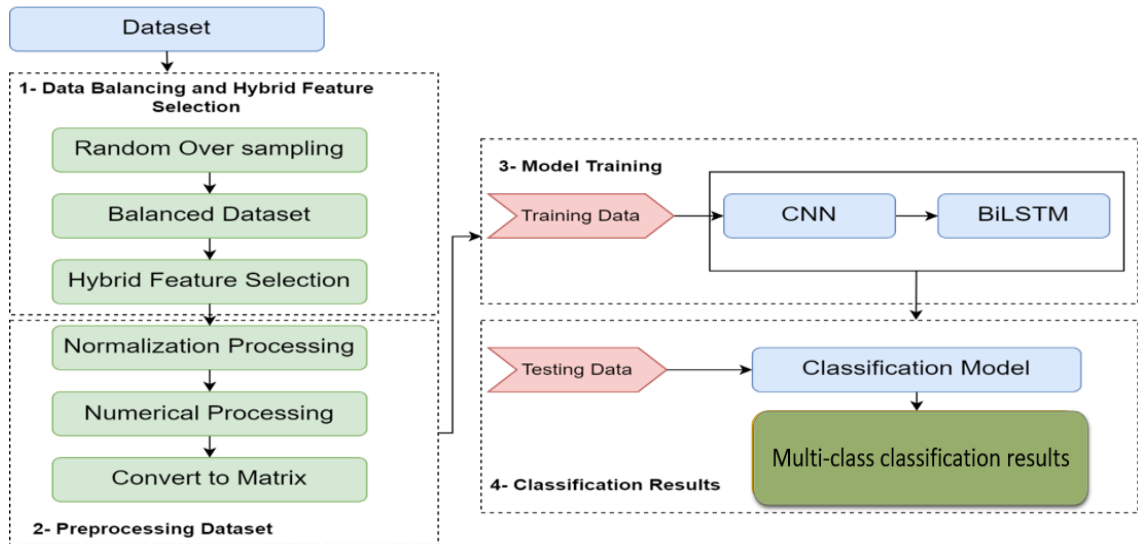 Dataset
1- Data Balancing and Hybrid Feature
Selection
Random Over sampling
Balanced Dataset
Hybrid Feature Selection
Normalization Processing
Numerical Processing
Convert to Matrix
2- Preprocessing Dataset
3- Model Training
Training Data
CNN
BiLSTM
Testing Data
Classification Model
Multi-class classification results
4- Classification Results